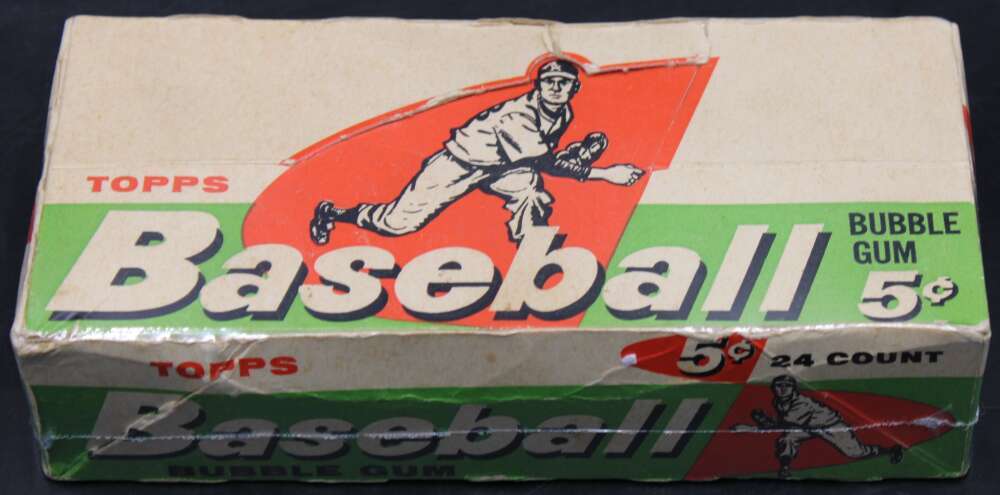 TOPPS
Baseball
BUBBLE
GUM
5¢
TOPPS
5¢ 24 COUNT
Baseball
BUBBLE GUM